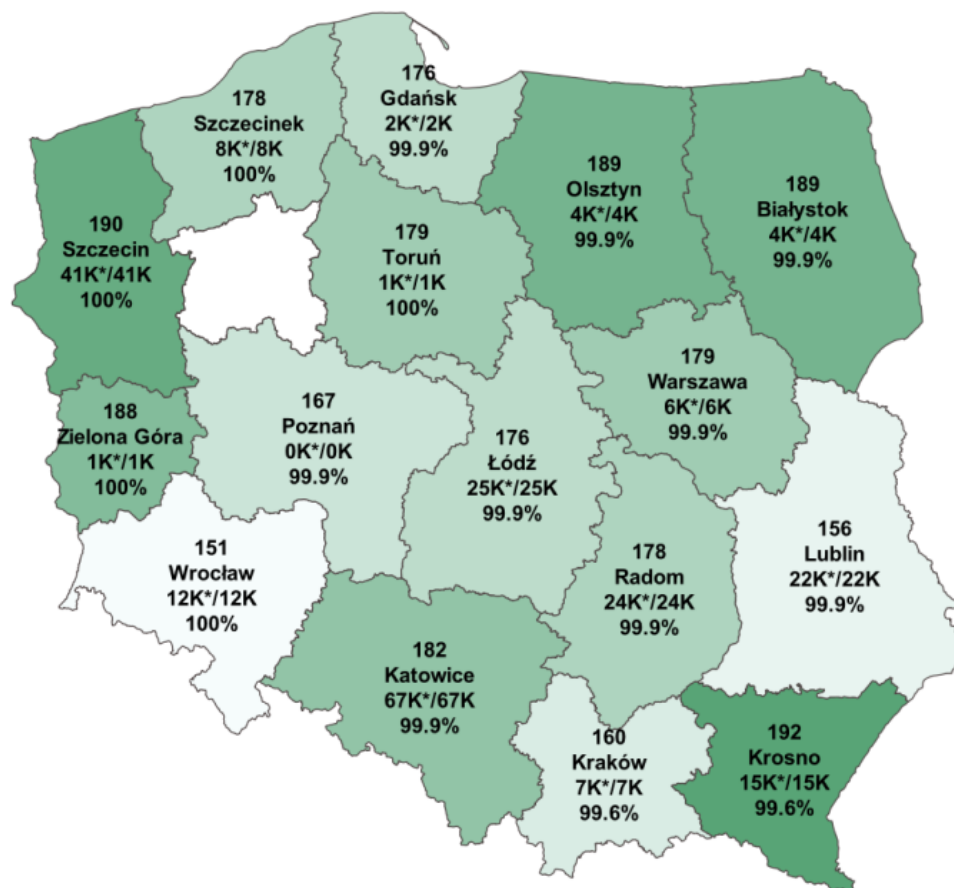 176
Gdańsk
2K*/2K
99.9%
178
Szczecinek
8K*/8K
100%
189
Olsztyn
4K*/4K
99.9%
189
Białystok
4K*/4K
99.9%
190
Szczecin
41K*/41K
100%
179
Toruń
1K*/1K
100%
179
Warszawa
6K*/6K
99.9%
167
Poznań
0K*/0K
99.9%
188
Zielona Góra
1K*/1K
100%
176
Łódź
25K*/25K
99.9%
156
Lublin
22K*/22K
99.9%
151
Wrocław
12K*/12K
100%
178
Radom
24K*/24K
99.9%
182
Katowice
67K*/67K
99.9%
160
Kraków
7K*/7K
99.6%
192
Krosno
15K*/15K
99.6%